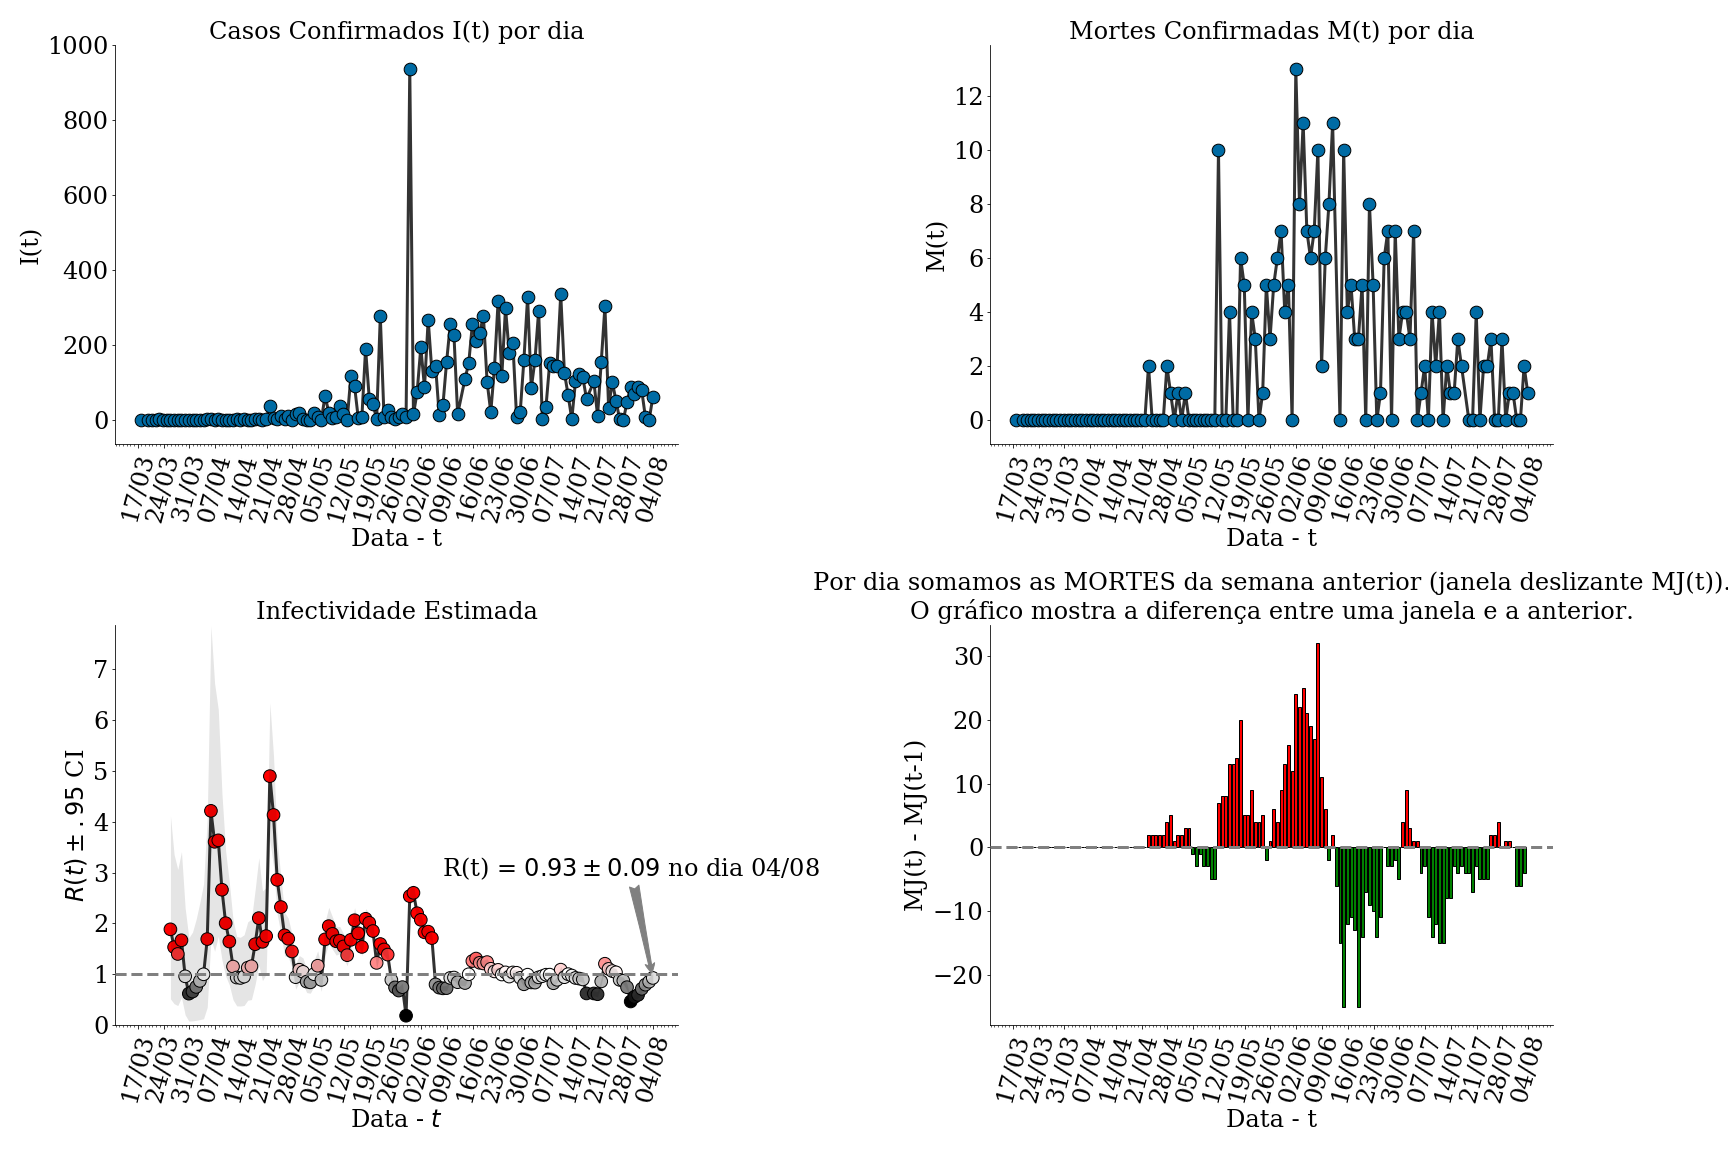 Casos Confirmados I(t) por dia
I(t)
1000
800
600
400
200
0
17/03 24/03 31/03 07/04 14/04 21/04 28/04 05/05 12/05 19/05 26/05 02/06 09/06 16/06 23/06 30/06 07/07 14/07 21/07 28/07 04/08
Data - t
Mortes Confirmadas M(t) por dia
M(t)
12
10
8
6
4
2
0
17/03 24/03 31/03 07/04 14/04 21/04 28/04 05/05 12/05 19/05 26/05 02/06 09/06 16/06 23/06 30/06 07/07 14/07 21/07 28/07 04/08
Data - t
Infectividade Estimada
R(t) ± .95 CI
7
6
5
4
3
2
1
0
R(t) = 0.93 ± 0.09 no dia 04/08
17/03 24/03 31/03 07/04 14/04 21/04 28/04 05/05 12/05 19/05 26/05 02/06 09/06 16/06 23/06 30/06 07/07 14/07 21/07 28/07 04/08
Data - t
Por dia somamos as MORTES da semana anterior (janela deslizante MJ(t)).
O gráfico mostra a diferença entre uma janela e a anterior.
MJ(t) - MJ(t-1)
30
20
10
0
−10
−20
17/03 24/03 31/03 07/04 14/04 21/04 28/04 05/05 12/05 19/05 26/05 02/06 09/06 16/06 23/06 30/06 07/07 14/07 21/07 28/07 04/08
Data - t